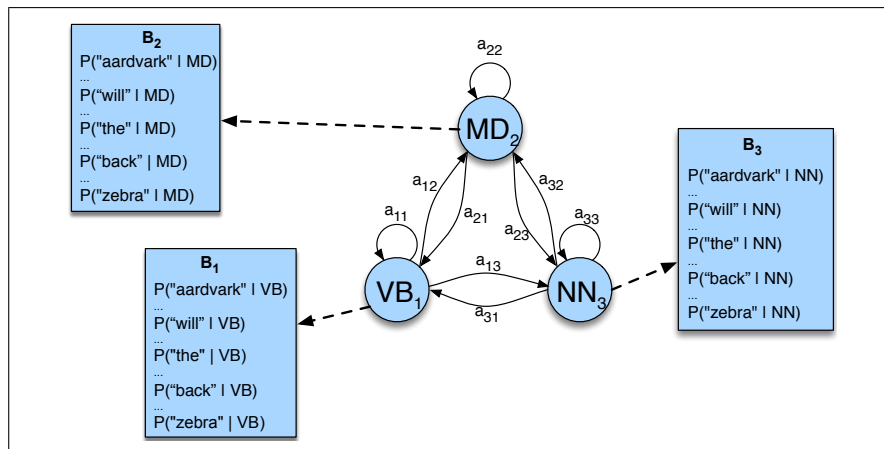 B2
P("aardvark" | MD)
...
P(“will” | MD)
...
P("the" | MD)
...
P(“back” | MD)
...
P("zebra" | MD)
a22
MD2
B3
P("aardvark" | NN)
...
P(“will” | NN)
...
P("the" | NN)
...
P(“back” | NN)
...
P("zebra" | NN)
a12
a21
a32
a23
a11
a33
B1
P("aardvark" | VB)
...
P(“will” | VB)
...
P("the" | VB)
...
P(“back” | VB)
...
P("zebra" | VB)
VB1
a13
a31
NN3